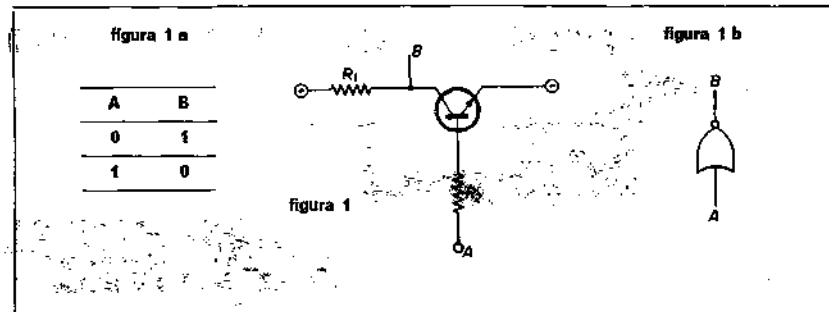 figura 1 a
A B
0 1
1 0
B
R₁
⊕
⊖
figura 1
A
figura 1 b
B
A